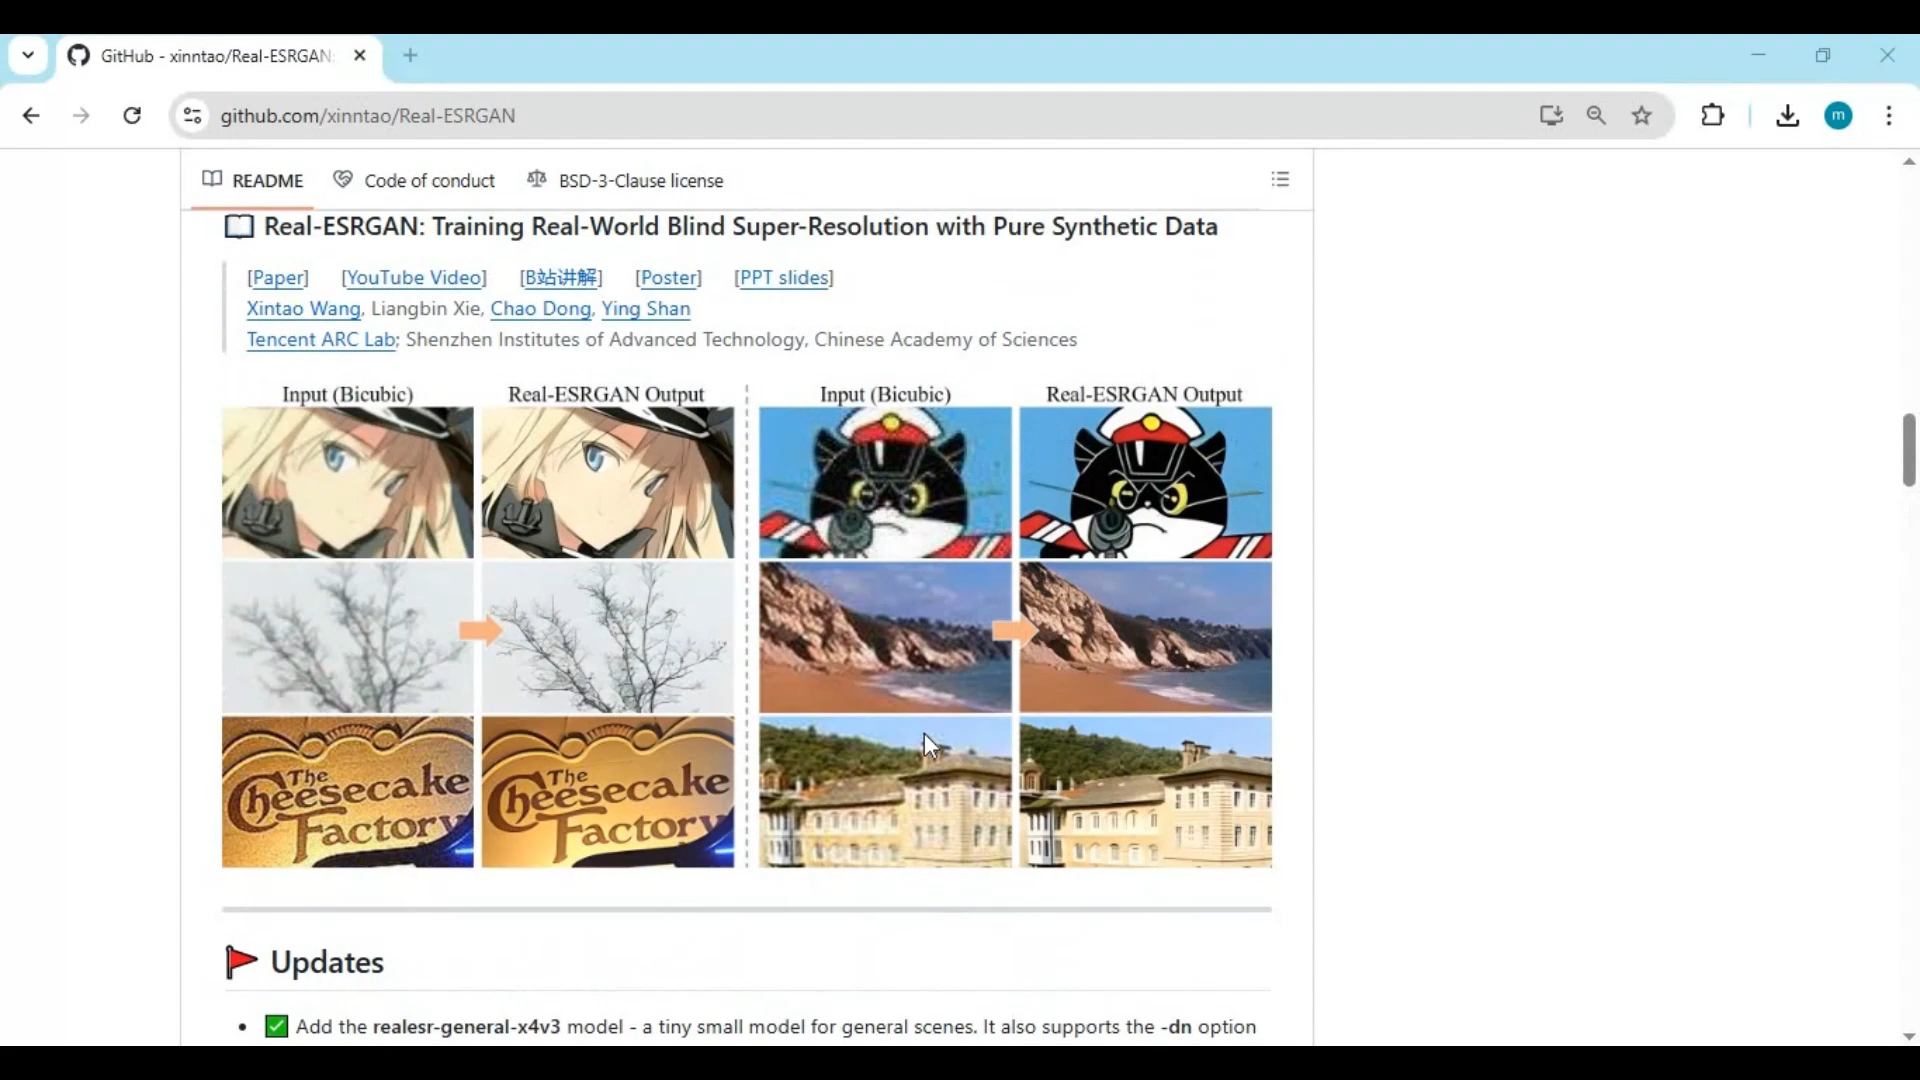 GitHub - xinntao/Real-ESRGAN:
github.com/xinntao/Real-ESRGAN
m
README
Code of conduct
BSD-3-Clause license
Real-ESRGAN: Training Real-World Blind Super-Resolution with Pure Synthetic Data
[Paper] [YouTube Video] [B站讲解] [Poster] [PPT slides]
Xintao Wang, Liangbin Xie, Chao Dong, Ying Shan
Tencent ARC Lab; Shenzhen Institutes of Advanced Technology, Chinese Academy of Sciences
Input (Bicubic)
Real-ESRGAN Output
Input (Bicubic)
Real-ESRGAN Output
The
Cheesecake
Factory
The
Cheesecake
Factory
Updates
Add the realesr-general-x4v3 model - a tiny small model for general scenes. It also supports the -dn option